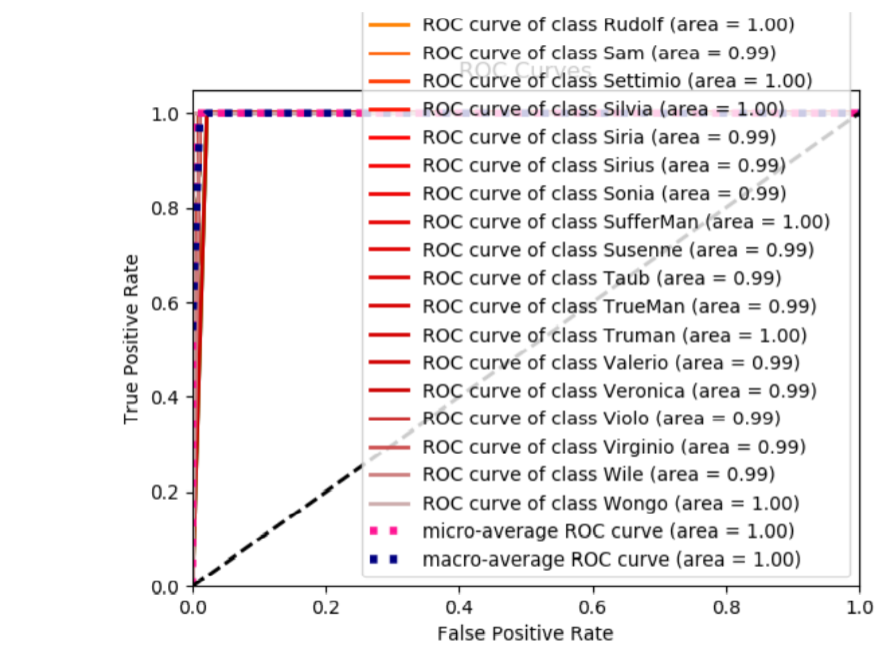 ROC curve of class Rudolf (area = 1.00)
ROC curve of class Sam (area = 0.99)
ROC Curves
ROC curve of class Settimio (area = 1.00)
ROC curve of class Silvia (area = 1.00)
ROC curve of class Siria (area = 0.99)
ROC curve of class Sirius (area = 0.99)
ROC curve of class Sonia (area = 0.99)
ROC curve of class SufferMan (area = 1.00)
ROC curve of class Susenne (area = 0.99)
ROC curve of class Taub (area = 0.99)
ROC curve of class TrueMan (area = 0.99)
ROC curve of class Truman (area = 1.00)
ROC curve of class Valerio (area = 0.99)
ROC curve of class Veronica (area = 0.99)
ROC curve of class Violo (area = 0.99)
ROC curve of class Virginio (area = 0.99)
ROC curve of class Wile (area = 0.99)
ROC curve of class Wongo (area = 1.00)
micro-average ROC curve (area = 1.00)
macro-average ROC curve (area = 1.00)
True Positive Rate
1.0
0.8
0.6
0.4
0.2
0.0
0.0 0.2 0.4 0.6 0.8 1.0
False Positive Rate